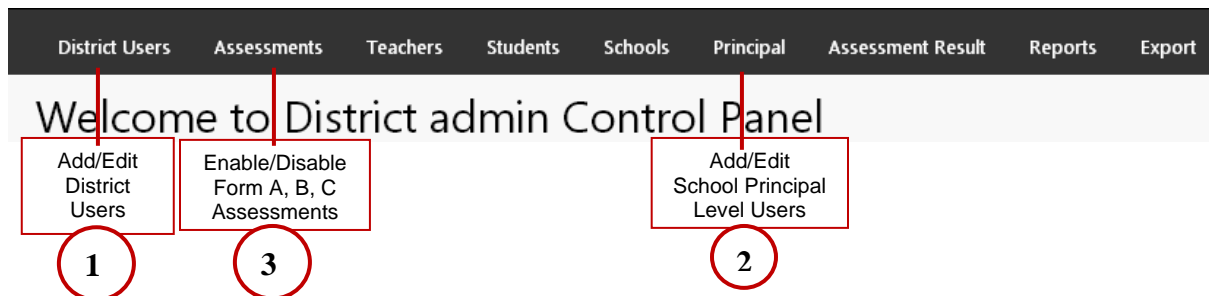 District Users Assessments Teachers Students Schools Principal Assessment Result Reports Export
Welcome to District admin Control Panel
Add/Edit
District
Users
1
Enable/Disable
Form A, B, C
Assessments
3
Add/Edit
School Principal
Level Users
2